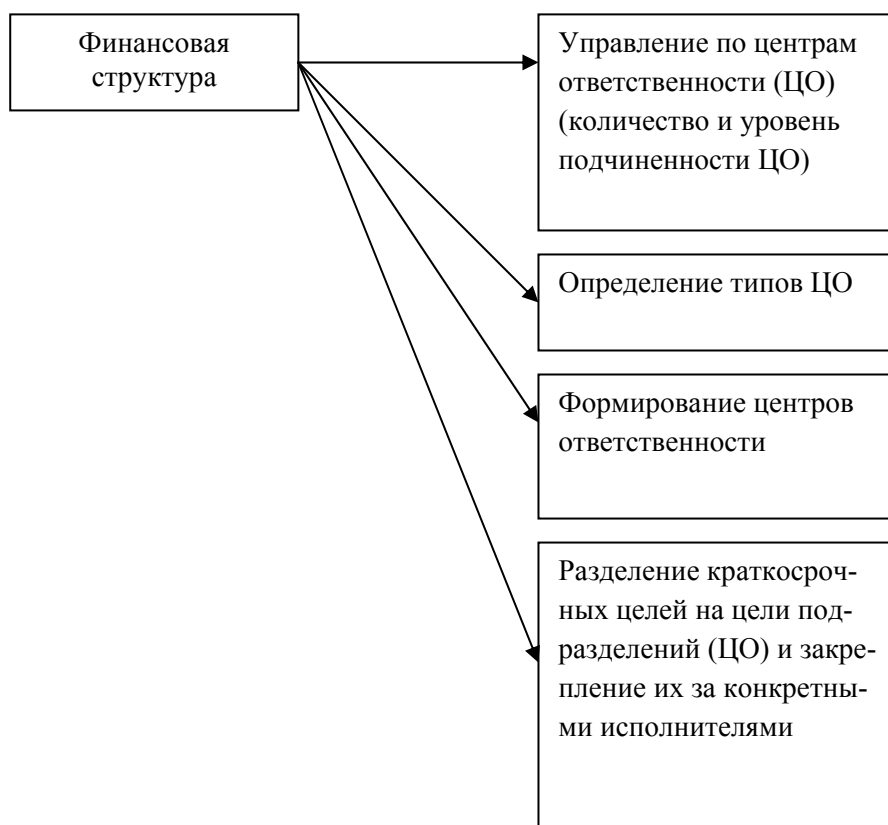 Финансовая
структура
Управление по центрам
ответственности (ЦО)
(количество и уровень
подчиненности ЦО)
Определение типов ЦО
Формирование центров
ответственности
Разделение краткосроч-
ных целей на цели под-
разделений (ЦО) и закре-
пление их за конкретны-
ми исполнителями